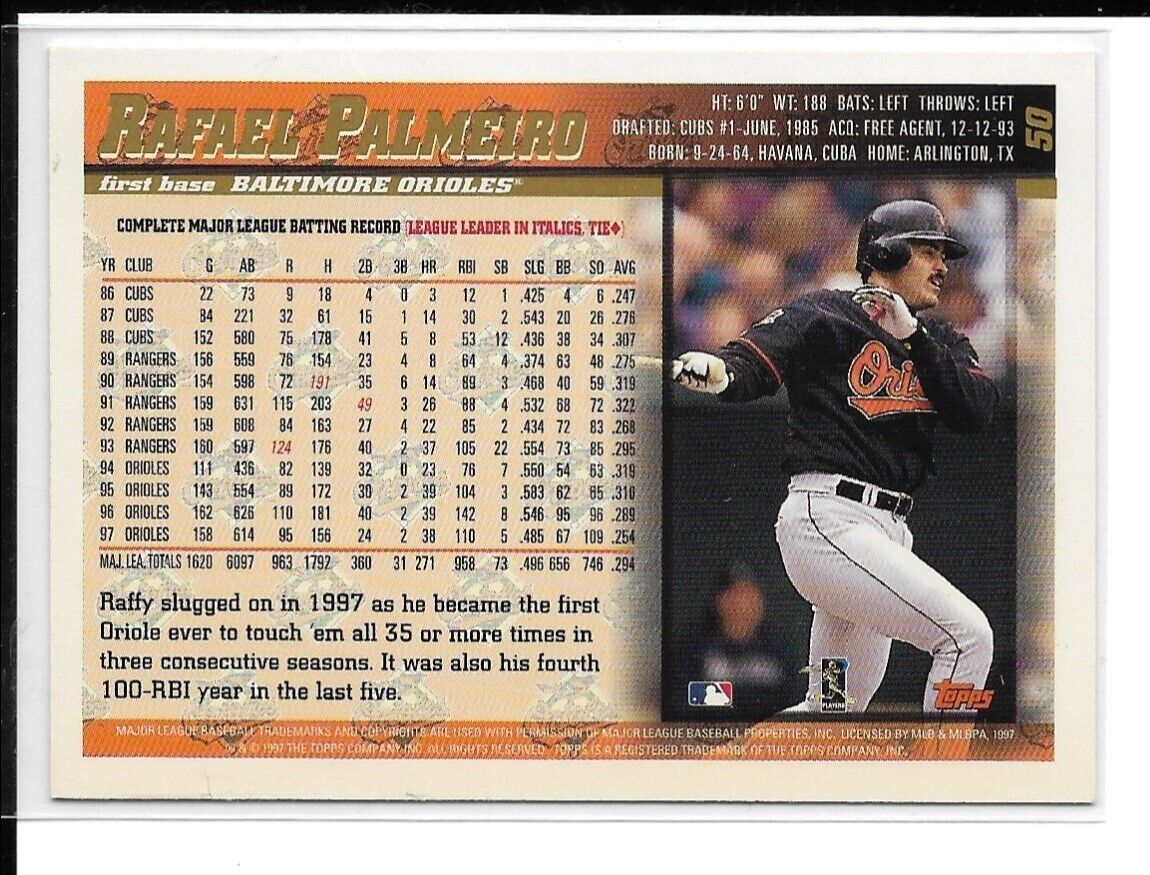 RAFAEL PALMEIRO
HT: 6'0" WT: 188 BATS: LEFT THROWS: LEFT
DRAFTED: CUBS #1-JUNE, 1985 ACQ: FREE AGENT, 12-12-93
BORN: 9-24-64, HAVANA, CUBA HOME: ARLINGTON, TX
50
first base BALTIMORE ORIOLES™
COMPLETE MAJOR LEAGUE BATTING RECORD (LEAGUE LEADER IN ITALICS, TIE♦)
YR CLUB G AB R H 2B 3B HR RBI SB SLG BB SO AVG
86 CUBS 22 73 9 18 4 0 3 12 1 .425 4 6 .247
87 CUBS 84 221 32 61 15 1 14 30 2 .543 20 26 .276
88 CUBS 152 580 75 178 41 5 8 53 12 .436 38 34 .307
89 RANGERS 156 559 76 154 23 4 8 64 4 .374 63 48 .275
90 RANGERS 154 598 72 191 35 6 14 89 3 .468 40 59 .319
91 RANGERS 159 631 115 203 49 3 26 88 4 .532 68 72 .322
92 RANGERS 159 608 84 163 27 4 22 85 2 .434 72 83 .268
93 RANGERS 160 597 124 176 40 2 37 105 22 .554 73 85 .295
94 ORIOLES 111 436 82 139 32 0 23 76 7 .550 54 63 .319
95 ORIOLES 143 554 89 172 30 2 39 104 3 .583 62 65 .310
96 ORIOLES 162 626 110 181 40 2 39 142 8 .546 95 96 .289
97 ORIOLES 158 614 95 156 24 2 38 110 5 .485 67 109 .254
MAJ. LEA. TOTALS 1620 6097 963 1792 360 31 271 958 73 .496 656 746 .294
Raffy slugged on in 1997 as he became the first
Oriole ever to touch 'em all 35 or more times in
three consecutive seasons. It was also his fourth
100-RBI year in the last five.
Ori
PLAYERS
TOPPS
MAJOR LEAGUE BASEBALL TRADEMARKS AND COPYRIGHTS ARE USED WITH PERMISSION OF MAJOR LEAGUE BASEBALL PROPERTIES, INC. LICENSED BY MLB & MLBPA, 1997
& © 1997 THE TOPPS COMPANY, INC. ALL RIGHTS RESERVED. TOPPS IS A REGISTERED TRADEMARK OF THE TOPPS COMPANY, INC.